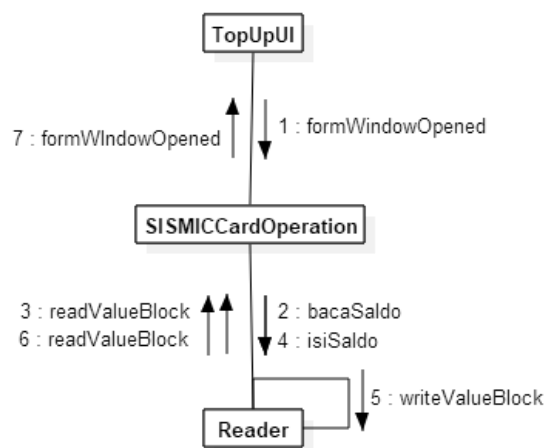 TopUpUI
7 : formWIndowOpened
1 : formWindowOpened
SISMICCardOperation
3 : readValueBlock
6 : readValueBlock
2 : bacaSaldo
4 : isiSaldo
5 : writeValueBlock
Reader